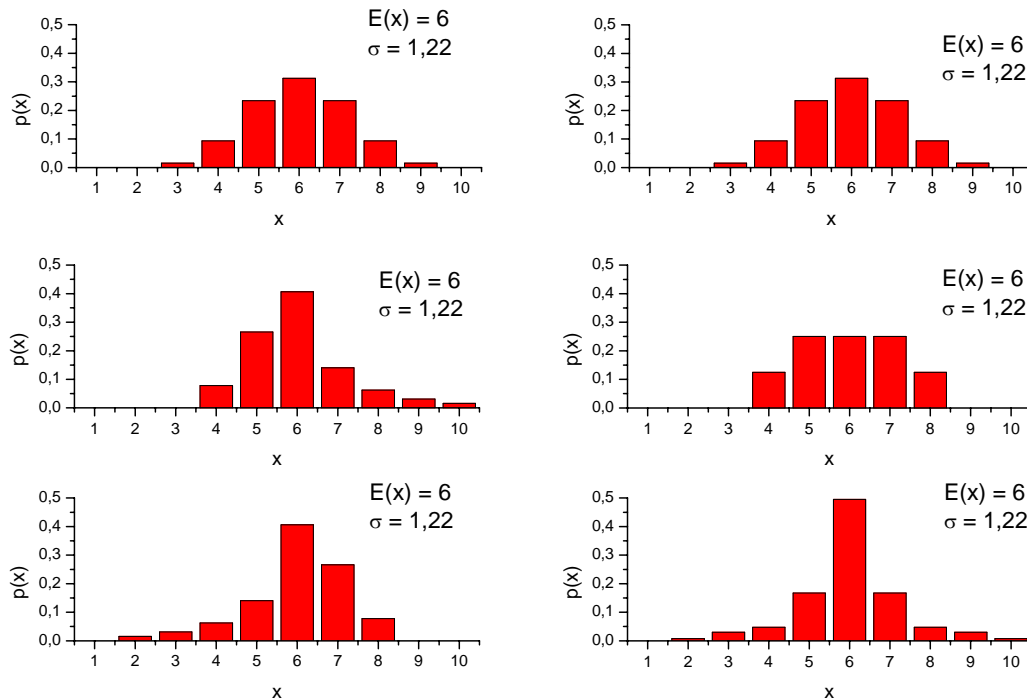 0,5
0,4
0,3
0,2
0,1
0,0
p(x)
E(x) = 6
σ = 1,22
1 2 3 4 5 6 7 8 9 10
x
0,5
0,4
0,3
0,2
0,1
0,0
p(x)
E(x) = 6
σ = 1,22
1 2 3 4 5 6 7 8 9 10
x
0,5
0,4
0,3
0,2
0,1
0,0
p(x)
E(x) = 6
σ = 1,22
1 2 3 4 5 6 7 8 9 10
x
0,5
0,4
0,3
0,2
0,1
0,0
p(x)
E(x) = 6
σ = 1,22
1 2 3 4 5 6 7 8 9 10
x
0,5
0,4
0,3
0,2
0,1
0,0
p(x)
E(x) = 6
σ = 1,22
1 2 3 4 5 6 7 8 9 10
x
0,5
0,4
0,3
0,2
0,1
0,0
p(x)
E(x) = 6
σ = 1,22
1 2 3 4 5 6 7 8 9 10
x